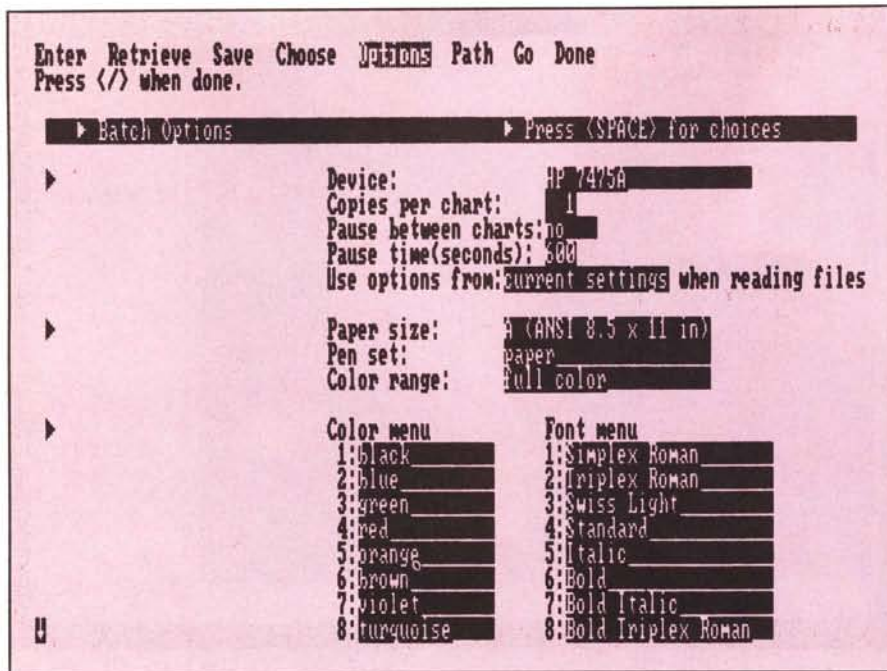 Enter Retrieve Save Choose Options Path Go Done
Press </> when done.
Batch Options Press <SPACE> for choices
Device: HP 7475A
Copies per chart: 1
Pause between charts:no
Pause time(seconds): 600
Use options from:current settings when reading files
Paper size: A (ANSI 8.5 x 11 in)
Pen set: paper
Color range: full color
Color menu Font menu
1:black 1:Simplex Roman
2:blue 2:Triplex Roman
3:green 3:Swiss Light
4:red 4:Standard
5:orange 5:Italic
6:brown 6:Bold
7:violet 7:Bold Italic
8:turquoise 8:Bold Triplex Roman